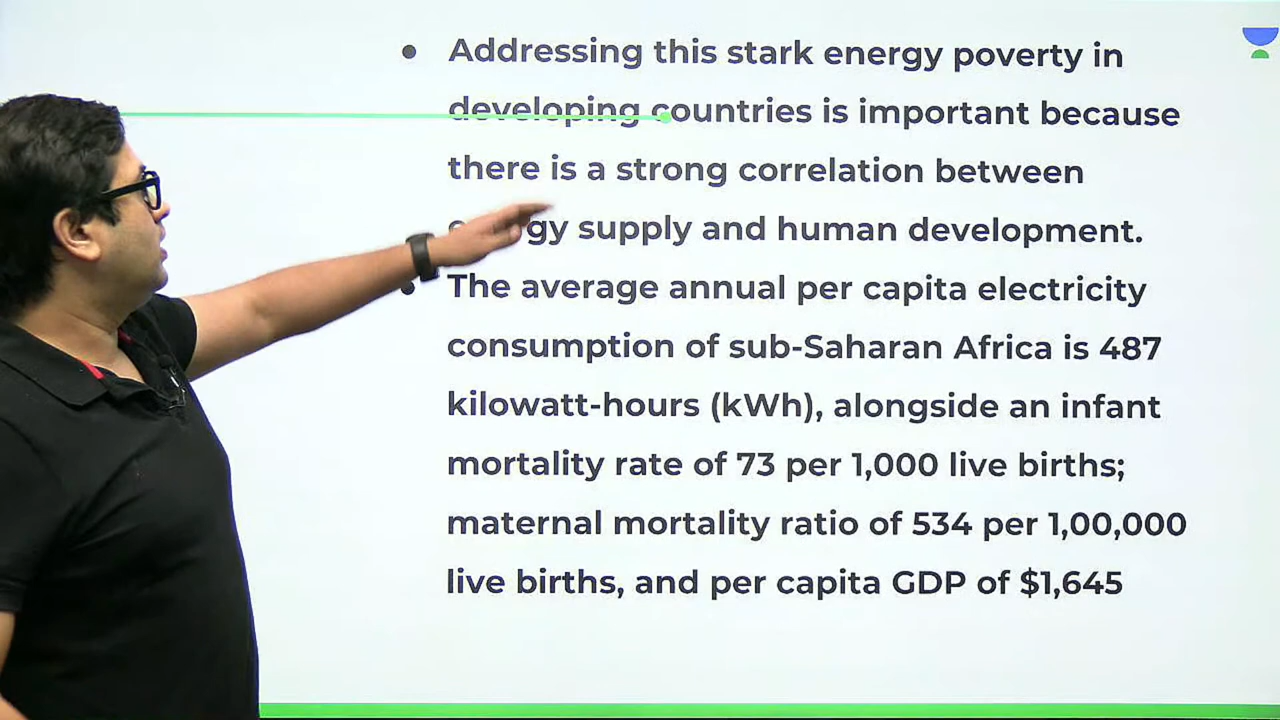 Addressing this stark energy poverty in
developing countries is important because
there is a strong correlation between
supply and human development.
The average annual per capita electricity
consumption of sub-Saharan Africa is 487
kilowatt-hours (kWh), alongside an infant
mortality rate of 73 per 1,000 live births;
maternal mortality ratio of 534 per 1,00,000
live births, and per capita GDP of $1,645